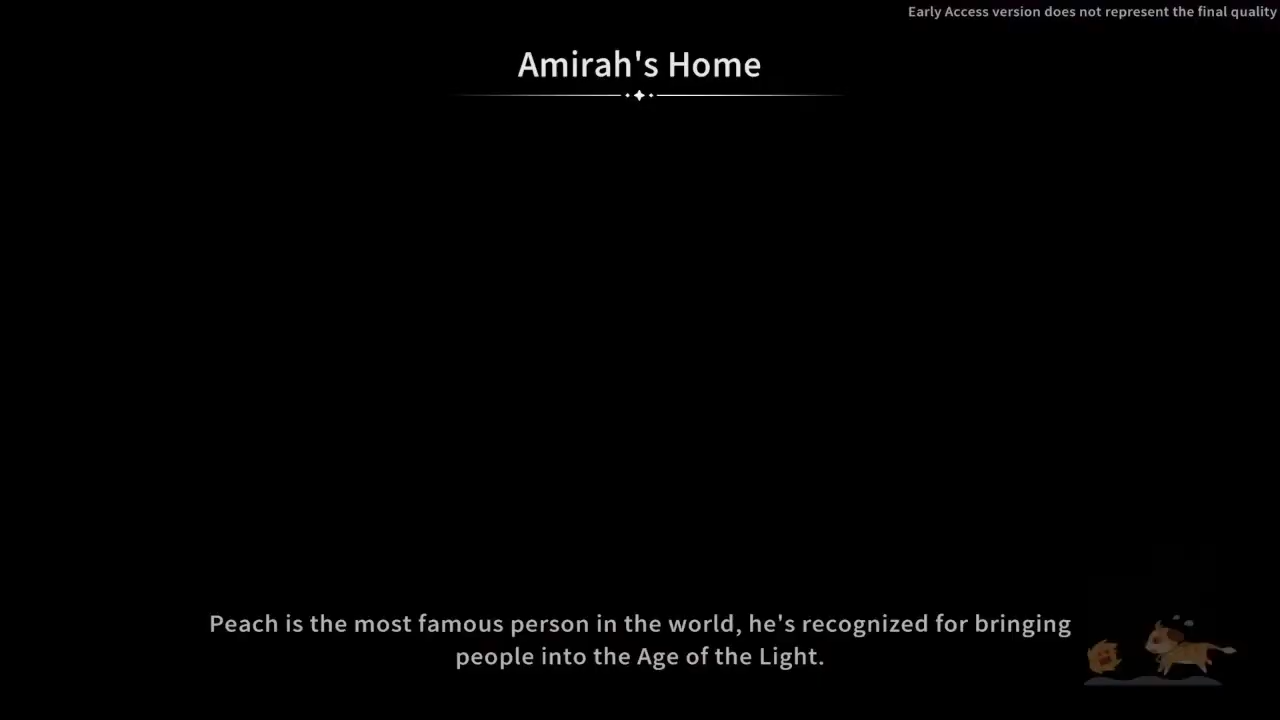 Early Access version does not represent the final quality
Amirah's Home
Peach is the most famous person in the world, he's recognized for bringing
people into the Age of the Light.